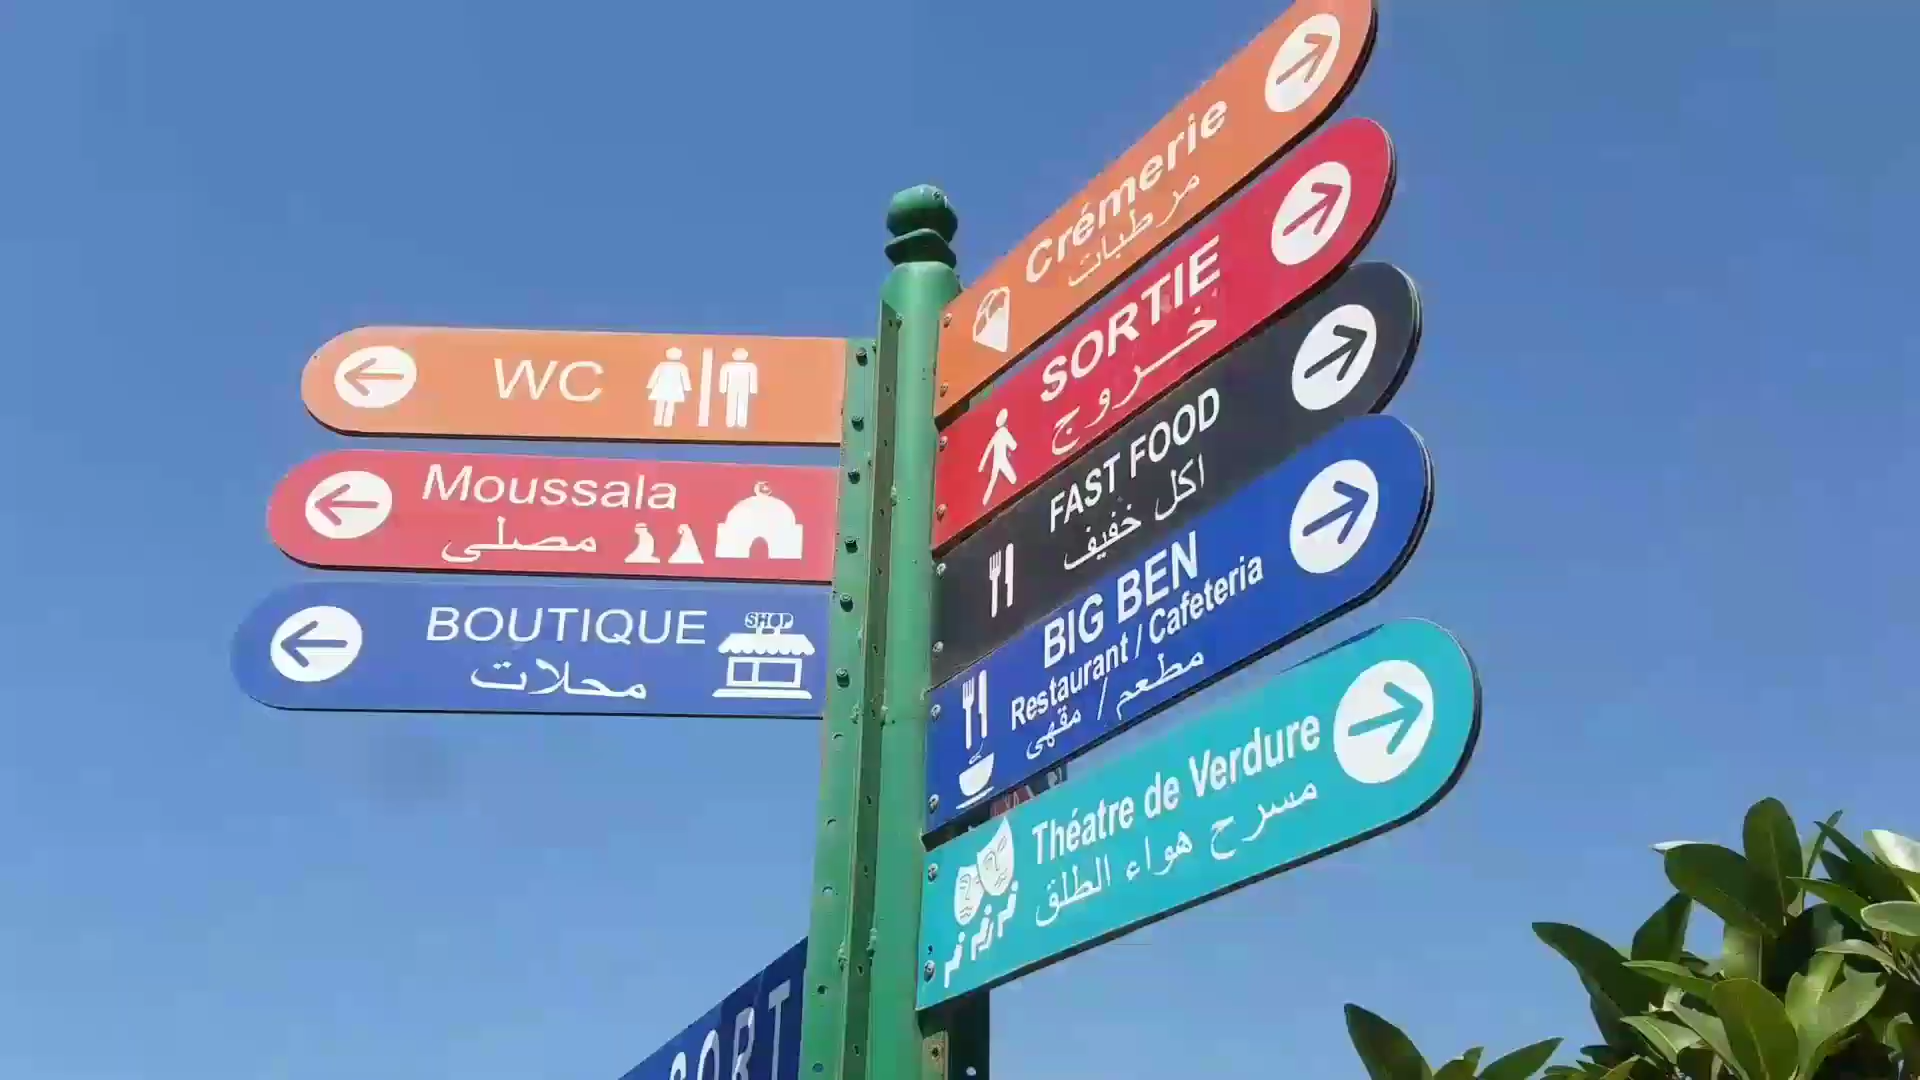 WC
Moussala
مصلى
BOUTIQUE
محلات
SHOP
Crémerie
مرطبات
SORTIE
خروج
FAST FOOD
اكل خفيف
BIG BEN
Restaurant / Cafeteria
مطعم / مقهى
Théatre de Verdure
مسرح هواء الطلق